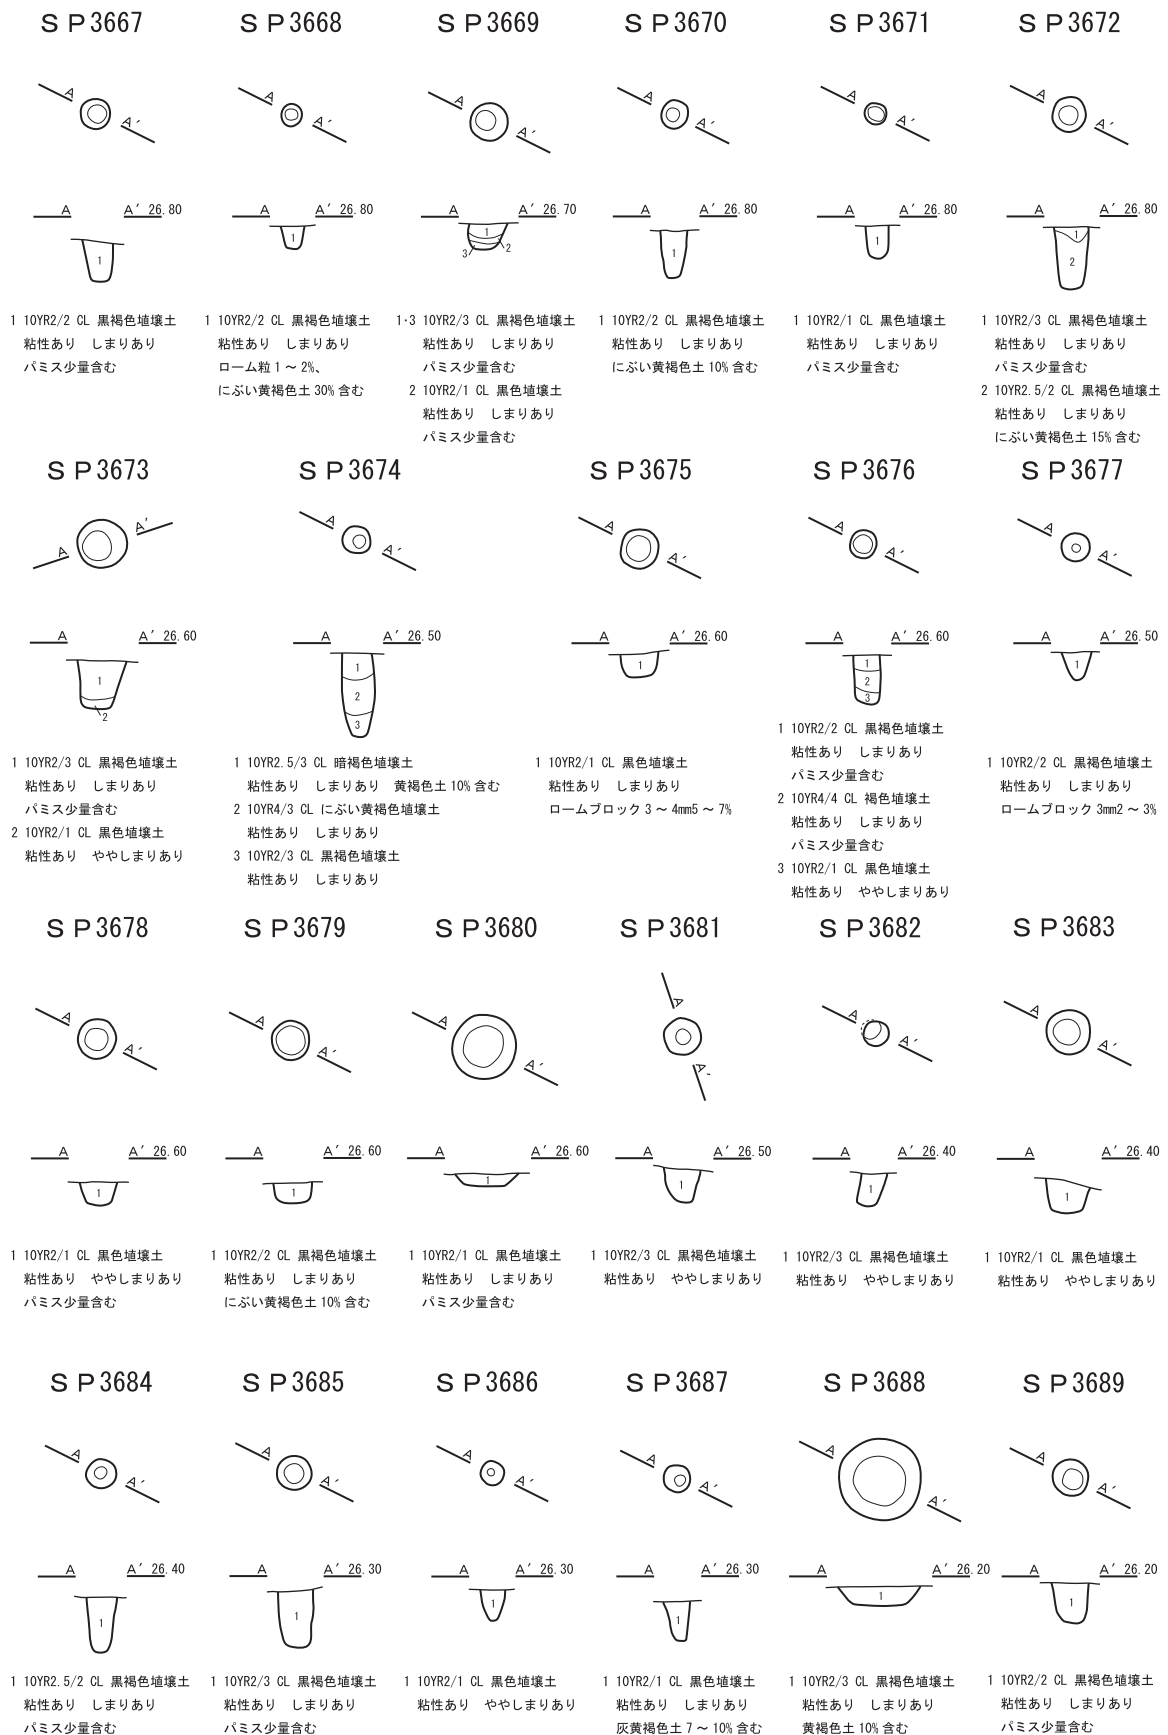 ＳＰ3667
A
A′
A A′ 26.80
1
1 10YR2/2 CL 黒褐色埴壌土
粘性あり しまりあり
パミス少量含む
ＳＰ3668
A
A′
A A′ 26.80
1
1 10YR2/2 CL 黒褐色埴壌土
粘性あり しまりあり
ローム粒 1 ～ 2%、
にぶい黄褐色土 30% 含む
ＳＰ3669
A
A′
A A′ 26.70
1
3 2
1･3 10YR2/3 CL 黒褐色埴壌土
粘性あり しまりあり
パミス少量含む
2 10YR2/1 CL 黒色埴壌土
粘性あり しまりあり
パミス少量含む
ＳＰ3670
A
A′
A A′ 26.80
1
1 10YR2/2 CL 黒褐色埴壌土
粘性あり しまりあり
にぶい黄褐色土 10% 含む
ＳＰ3671
A
A′
A A′ 26.80
1
1 10YR2/1 CL 黒褐色埴壌土
粘性あり しまりあり
パミス少量含む
ＳＰ3672
A
A′
A A′ 26.80
1
2
1 10YR2/3 CL 黒褐色埴壌土
粘性あり しまりあり
パミス少量含む
2 10YR2.5/2 CL 黒褐色埴壌土
粘性あり しまりあり
にぶい黄褐色土 15% 含む
ＳＰ3673
A
A′
A A′ 26.60
1
2
1 10YR2/3 CL 黒褐色埴壌土
粘性あり しまりあり
パミス少量含む
2 10YR2/1 CL 黒色埴壌土
粘性あり ややしまりあり
ＳＰ3674
A
A′
A A′ 26.50
1
2
3
1 10YR2.5/3 CL 暗褐色埴壌土
粘性あり しまりあり 黄褐色土 10% 含む
2 10YR4/3 CL にぶい黄褐色埴壌土
粘性あり しまりあり
3 10YR2/3 CL 黒褐色埴壌土
粘性あり しまりあり
ＳＰ3675
A
A′
A A′ 26.60
1
1 10YR2/1 CL 黒色埴壌土
粘性あり しまりあり
ロームブロック 3 ～ 4mm5 ～ 7%
ＳＰ3676
A
A′
A A′ 26.60
1
2
3
1 10YR2/2 CL 黒褐色埴壌土
粘性あり しまりあり
パミス少量含む
2 10YR4/4 CL 褐色埴壌土
粘性あり しまりあり
パミス少量含む
3 10YR2/1 CL 黒色埴壌土
粘性あり ややしまりあり
ＳＰ3677
A
A′
A A′ 26.50
1
1 10YR2/2 CL 黒褐色埴壌土
粘性あり しまりあり
ロームブロック 3mm2 ～ 3%
ＳＰ3678
A
A′
A A′ 26.60
1
1 10YR2/1 CL 黒色埴壌土
粘性あり ややしまりあり
パミス少量含む
ＳＰ3679
A
A′
A A′ 26.60
1
1 10YR2/2 CL 黒褐色埴壌土
粘性あり しまりあり
にぶい黄褐色土 10% 含む
ＳＰ3680
A
A′
A A′ 26.60
1
1 10YR2/1 CL 黒色埴壌土
粘性あり しまりあり
パミス少量含む
ＳＰ3681
A
A′
A A′ 26.50
1
1 10YR2/3 CL 黒褐色埴壌土
粘性あり ややしまりあり
ＳＰ3682
A
A′
A A′ 26.40
1
1 10YR2/3 CL 黒褐色埴壌土
粘性あり ややしまりあり
ＳＰ3683
A
A′
A A′ 26.40
1
1 10YR2/1 CL 黒色埴壌土
粘性あり ややしまりあり
ＳＰ3684
A
A′
A A′ 26.40
1
1 10YR2.5/2 CL 黒褐色埴壌土
粘性あり しまりあり
パミス少量含む
ＳＰ3685
A
A′
A A′ 26.30
1
1 10YR2/3 CL 黒褐色埴壌土
粘性あり しまりあり
パミス少量含む
ＳＰ3686
A
A′
A A′ 26.30
1
1 10YR2/1 CL 黒色埴壌土
粘性あり ややしまりあり
ＳＰ3687
A
A′
A A′ 26.30
1
1 10YR2/1 CL 黒色埴壌土
粘性あり しまりあり
灰黄褐色土 7 ～ 10% 含む
ＳＰ3688
A
A′
A A′ 26.20
1
1 10YR2/3 CL 黒褐色埴壌土
粘性あり しまりあり
黄褐色土 10% 含む
ＳＰ3689
A
A′
A A′ 26.20
1
1 10YR2/2 CL 黒褐色埴壌土
粘性あり しまりあり
パミス少量含む